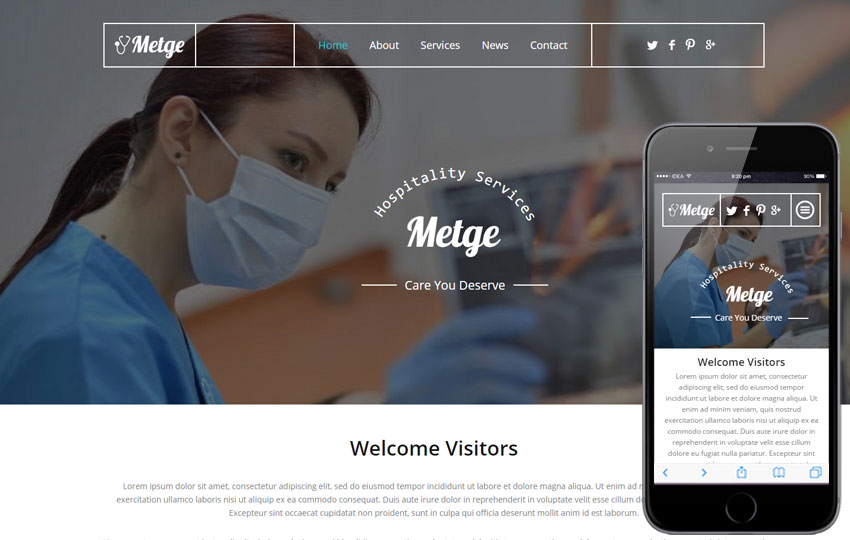 Metge
Home About Services News Contact
Hospitality Services
Metge
Care You Deserve
Welcome Visitors
Lorem ipsum dolor sit amet, consectetur adipiscing elit, sed do eiusmod tempor incididunt ut labore et dolore magna aliqua. Ut enim ad
exercitation ullamco laboris nisi ut aliquip ex ea commodo consequat. Duis aute irure dolor in reprehenderit in voluptate velit esse cillum
Excepteur sint occaecat cupidatat non proident, sunt in culpa qui officia deserunt mollit anim id est laborum.
IDEA 9:20 pm 90%
Metge
Hospitality Services
Metge
Care You Deserve
Welcome Visitors
Lorem ipsum dolor sit amet, consectetur
adipiscing elit, sed do eiusmod tempor
incididunt ut labore et dolore magna aliqua. Ut
enim ad minim veniam, quis nostrud
exercitation ullamco laboris nisi ut aliquip ex ea
commodo consequat. Duis aute irure dolor in
reprehenderit in voluptate velit esse cillum
dolore eu fugiat nulla pariatur. Excepteur sint